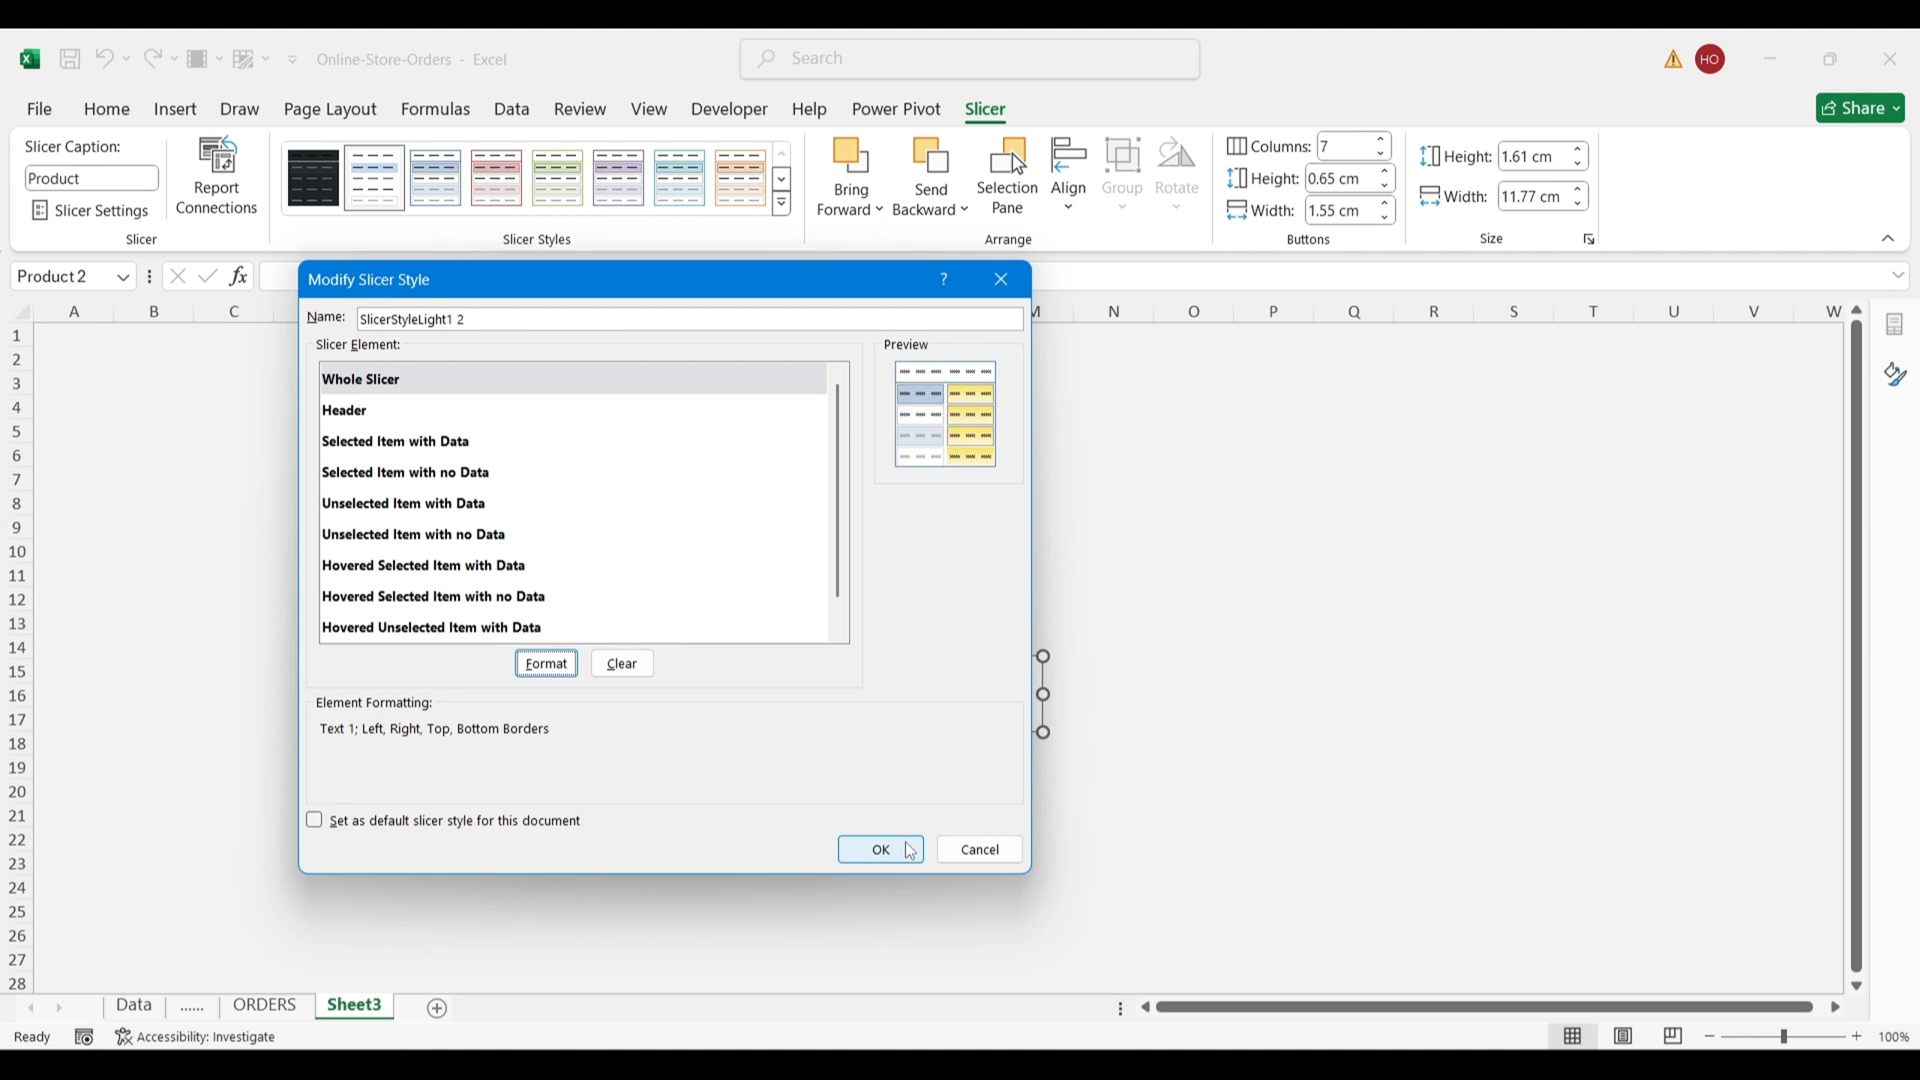 Online-Store-Orders - Excel
Search
HO
File Home Insert Draw Page Layout Formulas Data Review View Developer Help Power Pivot Slicer
Share
Slicer Caption:
Product
Slicer Settings
Report
Connections
Slicer
Slicer Styles
Bring
Forward
Send
Backward
Selection
Pane
Align
Group
Rotate
Arrange
Columns: 7
Height: 0.65 cm
Width: 1.55 cm
Buttons
Height: 1.61 cm
Width: 11.77 cm
Size
Product 2
fx
Modify Slicer Style
?
A B C M N O P Q R S T U V W
Name: SlicerStyleLight1 2
Slicer Element:
Whole Slicer
Header
Selected Item with Data
Selected Item with no Data
Unselected Item with Data
Unselected Item with no Data
Hovered Selected Item with Data
Hovered Selected Item with no Data
Hovered Unselected Item with Data
Preview
Format Clear
Element Formatting:
Text 1; Left, Right, Top, Bottom Borders
Set as default slicer style for this document
OK Cancel
1
2
3
4
5
6
7
8
9
10
11
12
13
14
15
16
17
18
19
20
21
22
23
24
25
26
27
28
Data ...... ORDERS Sheet3
Ready Accessibility: Investigate
100%